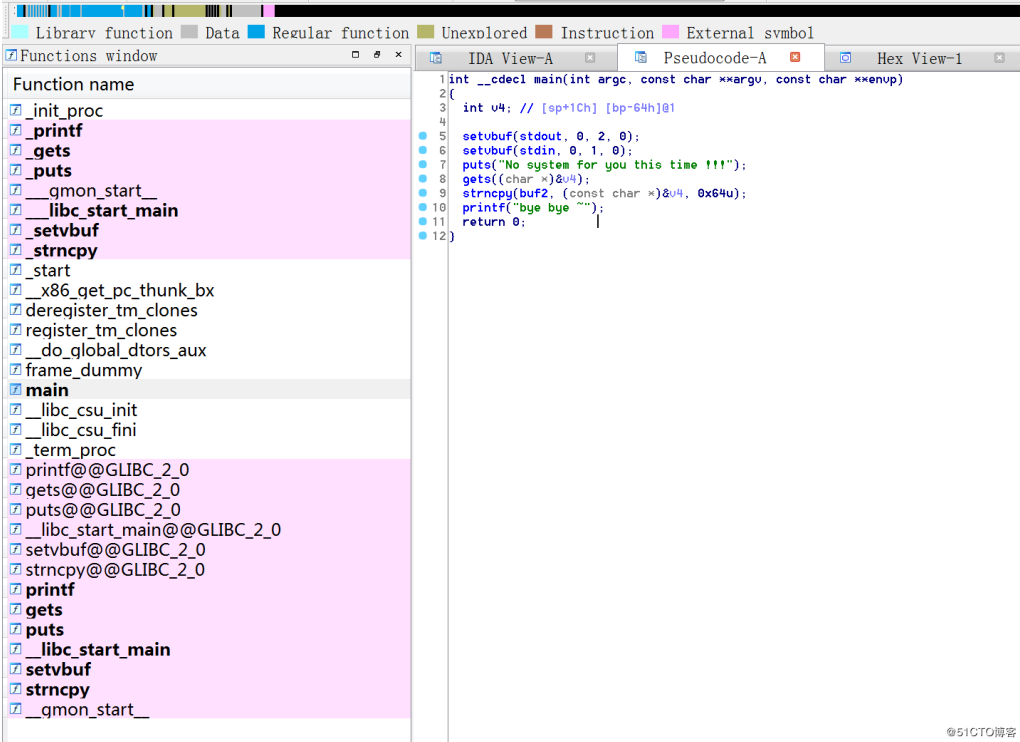 Library function Data Regular function Unexplored Instruction External symbol
Functions window
IDA View-A Pseudocode-A Hex View-1
Function name
_init_proc
_printf
_gets
_puts
___gmon_start__
___libc_start_main
_setvbuf
_strncpy
_start
__x86_get_pc_thunk_bx
deregister_tm_clones
register_tm_clones
__do_global_dtors_aux
frame_dummy
main
__libc_csu_init
__libc_csu_fini
_term_proc
printf@@GLIBC_2_0
gets@@GLIBC_2_0
puts@@GLIBC_2_0
__libc_start_main@@GLIBC_2_0
setvbuf@@GLIBC_2_0
strncpy@@GLIBC_2_0
printf
gets
puts
__libc_start_main
setvbuf
strncpy
__gmon_start__
1 int __cdecl main(int argc, const char **argv, const char **envp)
2 {
3 int v4; // [sp+1Ch] [bp-64h]@1
4
5 setvbuf(stdout, 0, 2, 0);
6 setvbuf(stdin, 0, 1, 0);
7 puts("No system for you this time !!!");
8 gets((char *)&v4);
9 strncpy(buf2, (const char *)&v4, 0x64u);
10 printf("bye bye ~");
11 return 0;
12 }
@51CTO博客